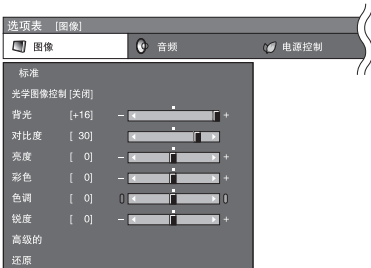 选项表 [图像]
图像 音频 电源控制
标准
光学图像控制 [关闭]
背光 [+16] − +
对比度 [ 30]
亮度 [ 0] − +
彩色 [ 0] − +
色调 [ 0]
锐度 [ 0] − +
高级的
还原